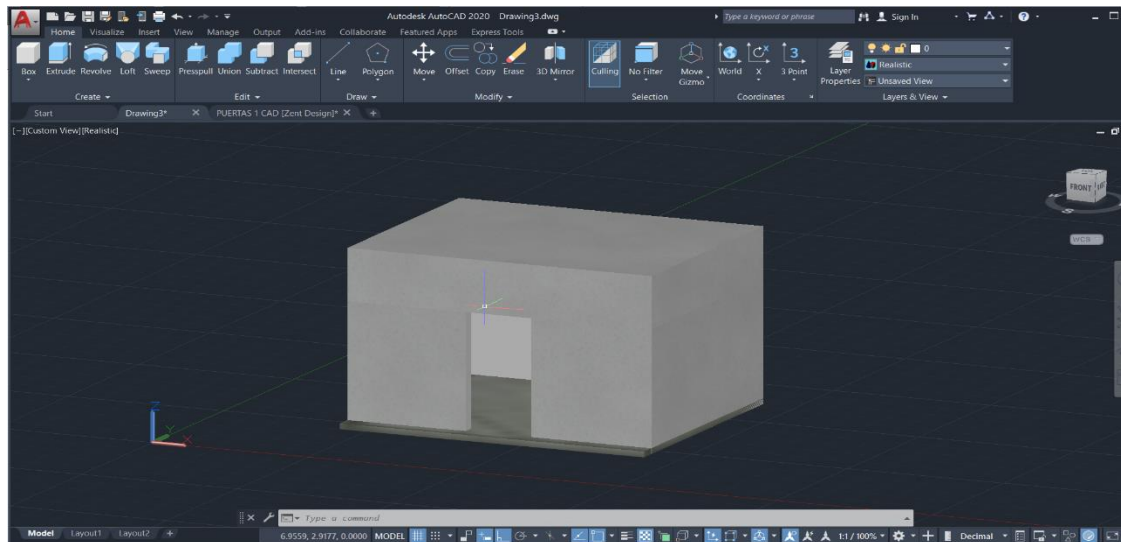 Autodesk AutoCAD 2020 Drawing3.dwg Type a keyword or phrase Sign In
Home Visualize Insert View Manage Output Add-ins Collaborate Featured Apps Express Tools
Box Extrude Revolve Loft Sweep Presspull Union Subtract Intersect Line Polygon Move Offset Copy Erase 3D Mirror Culling No Filter Move Gizmo World X 3 Point Layer Properties
0
Realistic
Unsaved View
Create Edit Draw Modify Selection Coordinates Layers & View
Start Drawing3* PUERTAS 1 CAD [Zent Design]*
[−][Custom View][Realistic]
FRONT
WCS
Z
Y
X
Type a command
Model Layout1 Layout2 6.9559, 2.9177, 0.0000 MODEL 1:1 / 100% Decimal